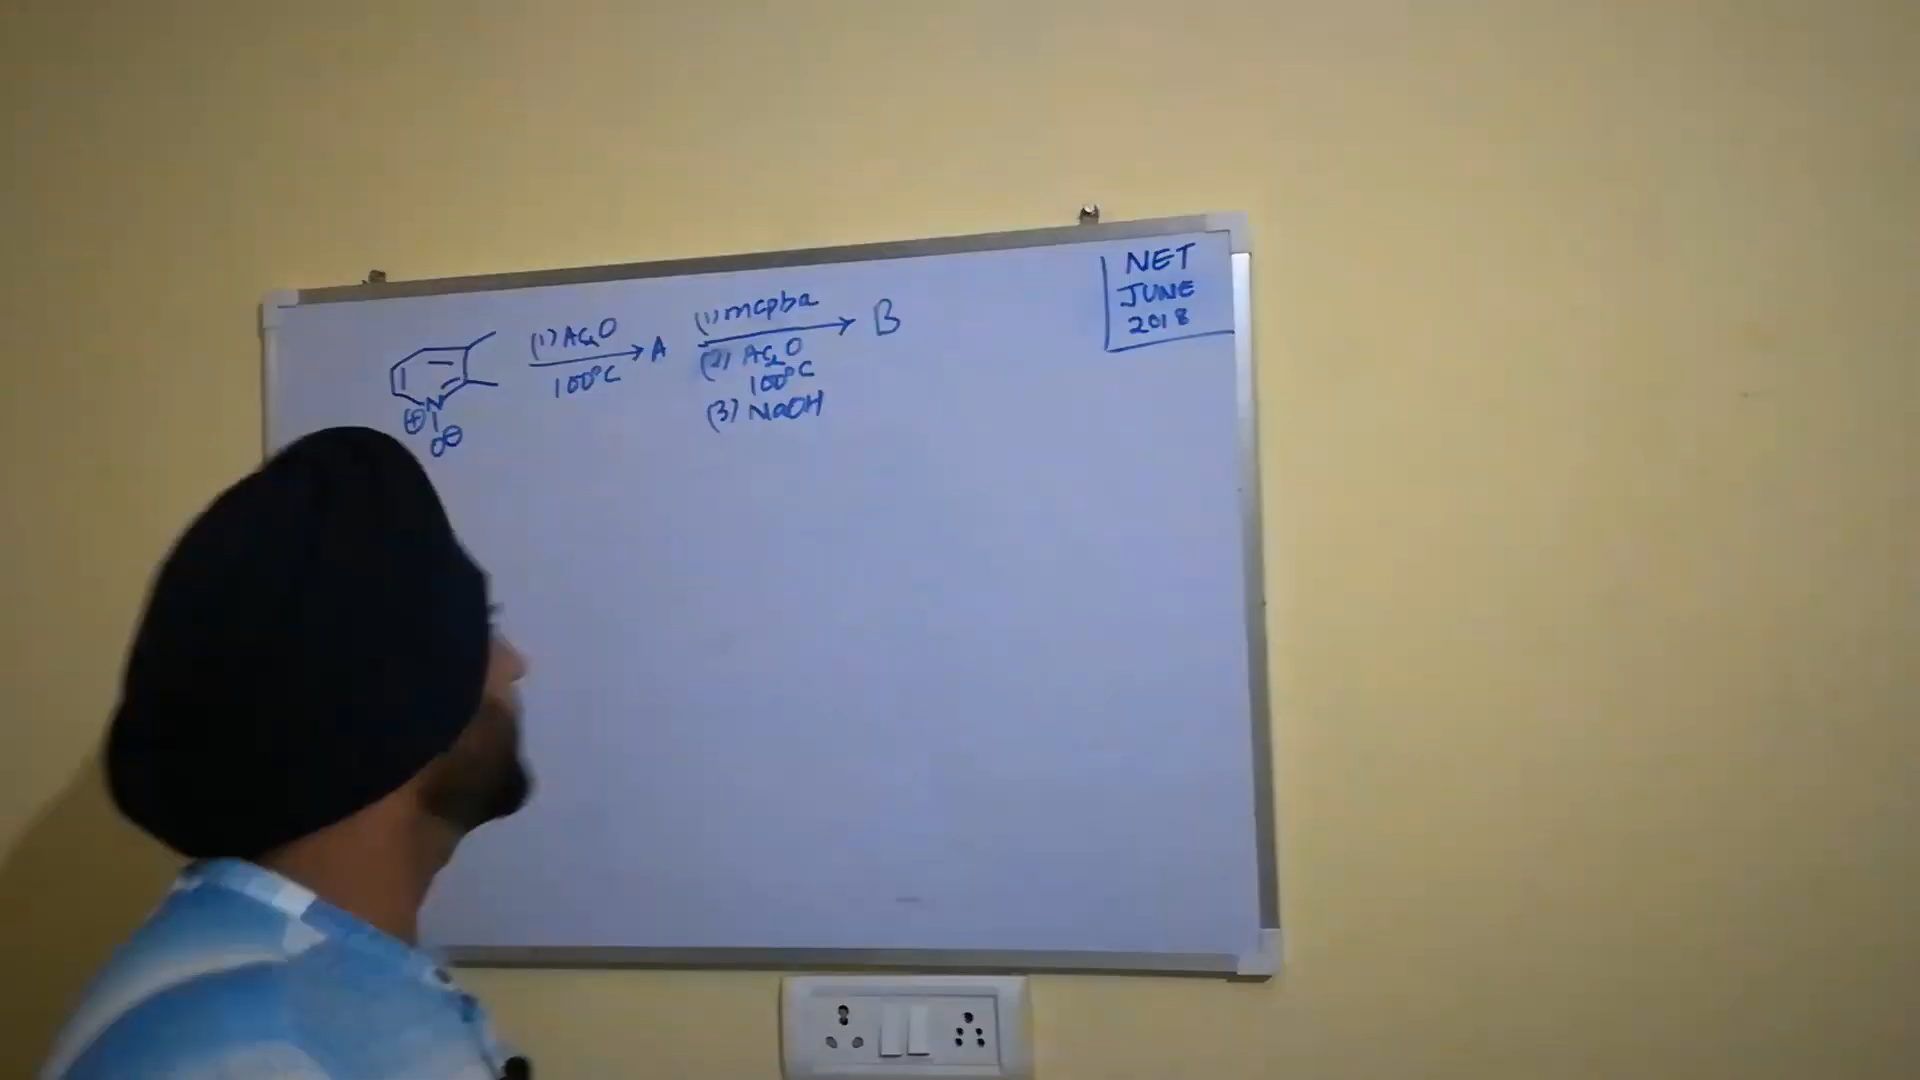 (1) Ac2O
100°C
A
(1) mcpba
(2) Ac2O
100°C
(3) NaOH
B
N
⊕
O⊖
NET
JUNE
2018